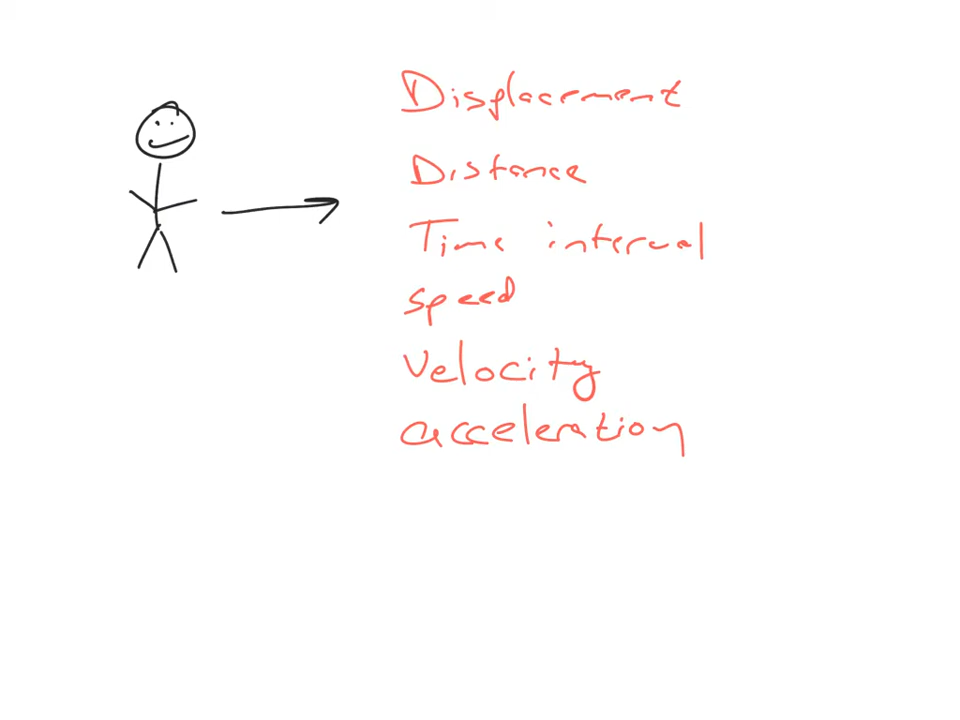 Displacement
Distance
Time interval
speed
Velocity
acceleration